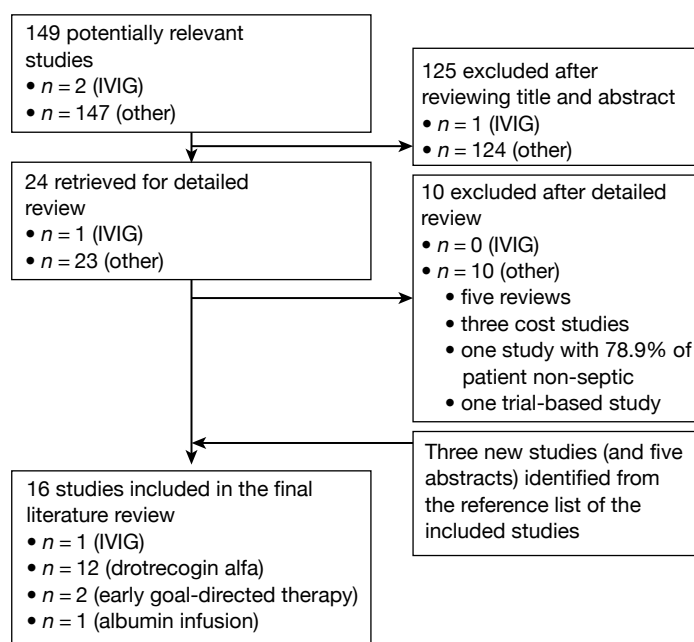 149 potentially relevant
studies
• n = 2 (IVIG)
• n = 147 (other)
125 excluded after
reviewing title and abstract
• n = 1 (IVIG)
• n = 124 (other)
24 retrieved for detailed
review
• n = 1 (IVIG)
• n = 23 (other)
10 excluded after detailed
review
• n = 0 (IVIG)
• n = 10 (other)
• five reviews
• three cost studies
• one study with 78.9% of
patient non-septic
• one trial-based study
Three new studies (and five
abstracts) identified from
the reference list of the
included studies
16 studies included in the final
literature review
• n = 1 (IVIG)
• n = 12 (drotrecogin alfa)
• n = 2 (early goal-directed therapy)
• n = 1 (albumin infusion)